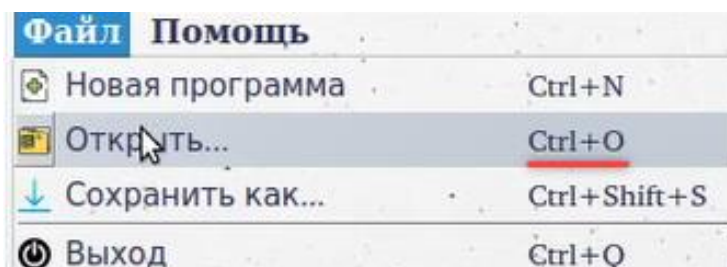 Файл Помощь
Новая программа Ctrl+N
Открыть... Ctrl+O
Сохранить как... Ctrl+Shift+S
Выход Ctrl+Q